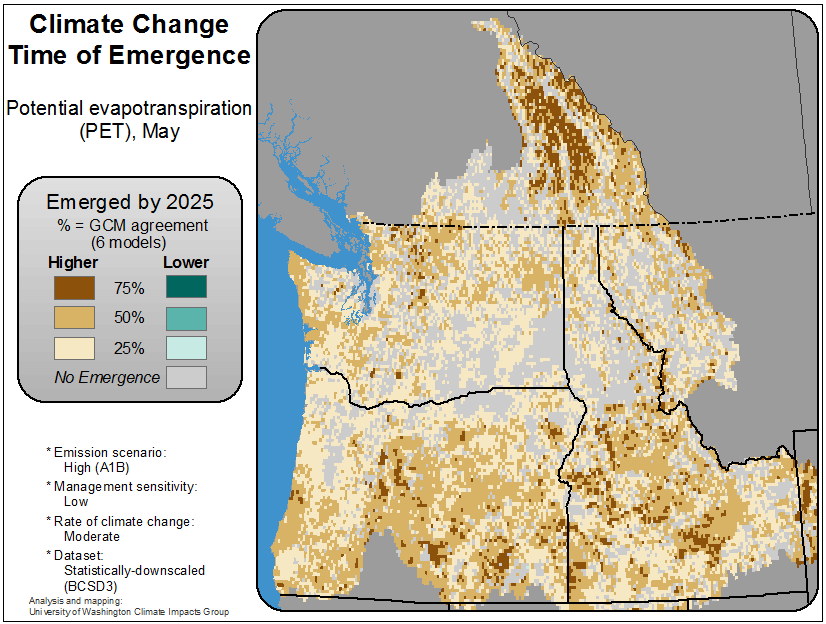 Climate Change
Time of Emergence
Potential evapotranspiration
(PET), May
Emerged by 2025
% = GCM agreement
(6 models)
Higher Lower
75%
50%
25%
No Emergence
* Emission scenario:
High (A1B)
* Management sensitivity:
Low
* Rate of climate change:
Moderate
* Dataset:
Statistically-downscaled
(BCSD3)
Analysis and mapping:
University of Washington Climate Impacts Group